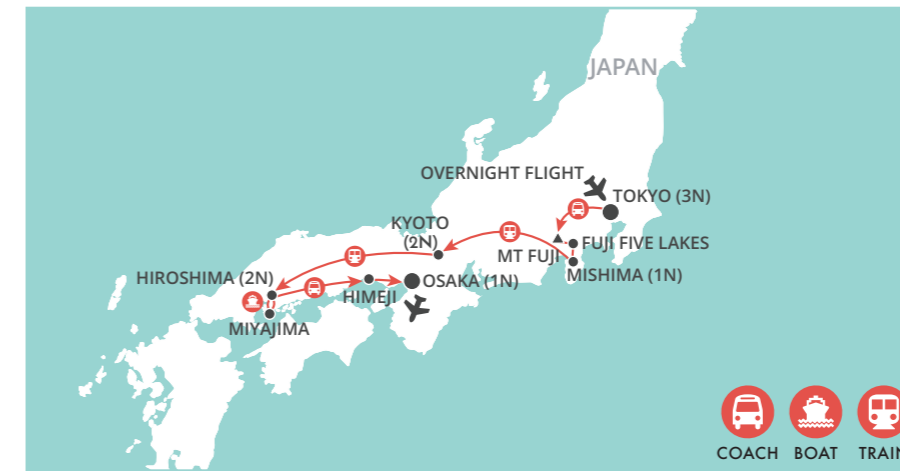 JAPAN
OVERNIGHT FLIGHT
TOKYO (3N)
KYOTO
(2N)
FUJI FIVE LAKES
MT FUJI
MISHIMA (1N)
HIROSHIMA (2N)
OSAKA (1N)
HIMEJI
MIYAJIMA
COACH BOAT TRAIN